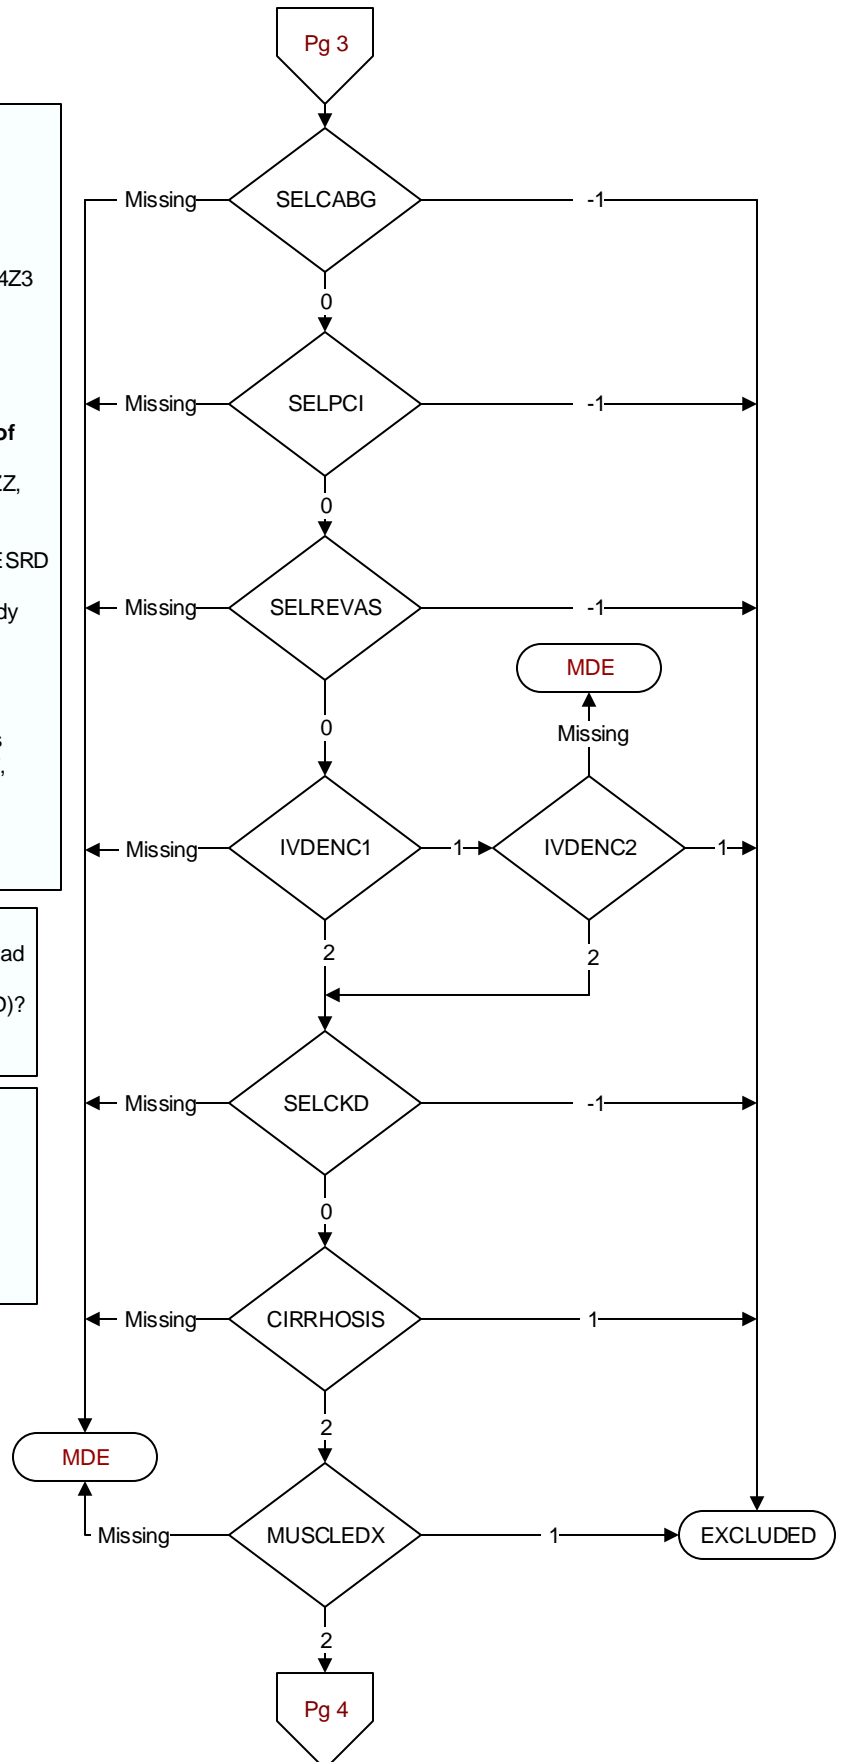 Pg 3
Missing
SELCABG
-1
4Z3
0
Missing
SELPCI
-1
of
ZZ,
0
ESRD
Missing
SELREVAS
-1
dy
MDE
0
Missing
s
,
Missing
IVDENC1
1
IVDENC2
1
2
2
ad
D)?
Missing
SELCKD
-1
0
Missing
CIRRHOSIS
1
2
MDE
Missing
MUSCLEDX
1
EXCLUDED
2
Pg 4